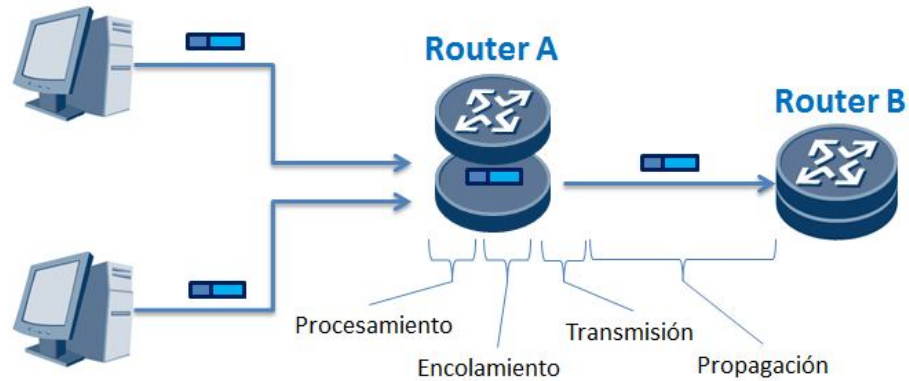 Router A
Router B
Procesamiento
Encolamiento
Transmisión
Propagación